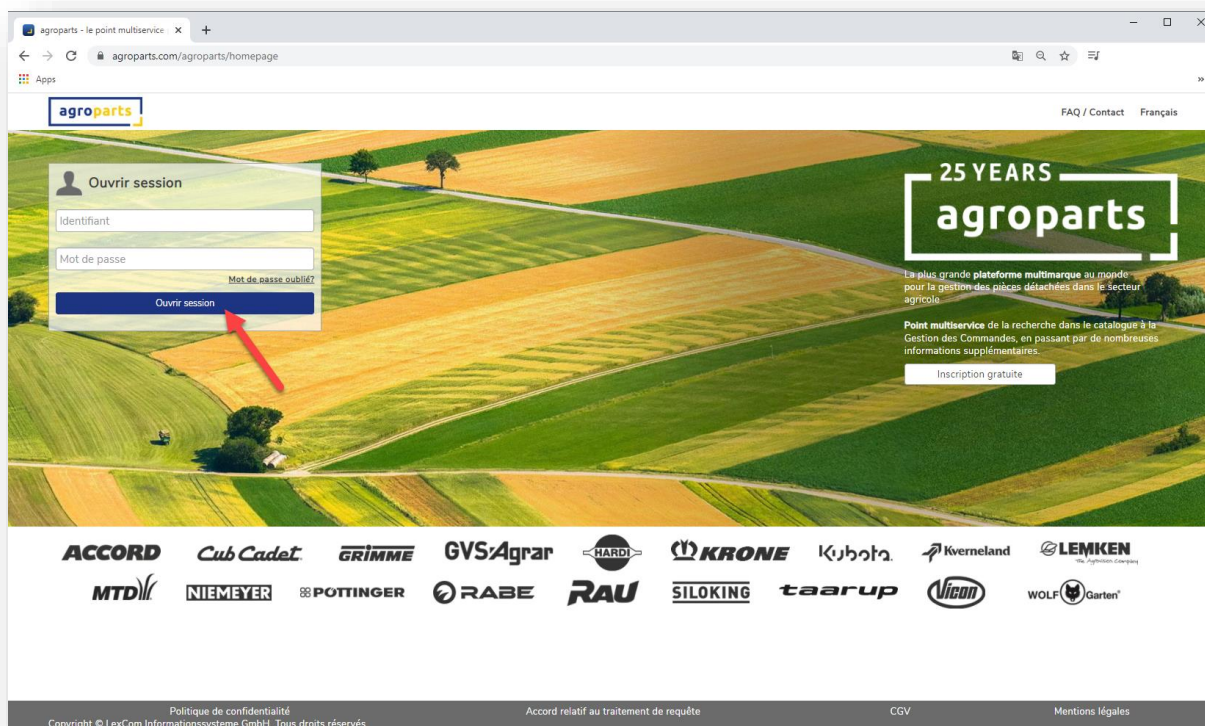 agroparts - le point multiservice
agroparts.com/agroparts/homepage
Apps
agroparts
FAQ / Contact Français
Ouvrir session
Identifiant
Mot de passe
Mot de passe oublié?
Ouvrir session
25 YEARS
agroparts
La plus grande plateforme multimarque au monde
pour la gestion des pièces détachées dans le secteur
agricole
Point multiservice de la recherche dans le catalogue à la
Gestion des Commandes, en passant par de nombreuses
informations supplémentaires.
Inscription gratuite
ACCORD Cub Cadet. GRIMME GVS:Agrar HARDI KRONE Kubota. Kverneland LEMKEN
The Agrovision Company
MTD NIEMEYER PÖTTINGER RABE RAU SILOKING taarup Vicon WOLF Garten®
Politique de confidentialité Accord relatif au traitement de requête CGV Mentions légales
Copyright © LexCom Informationssysteme GmbH. Tous droits réservés